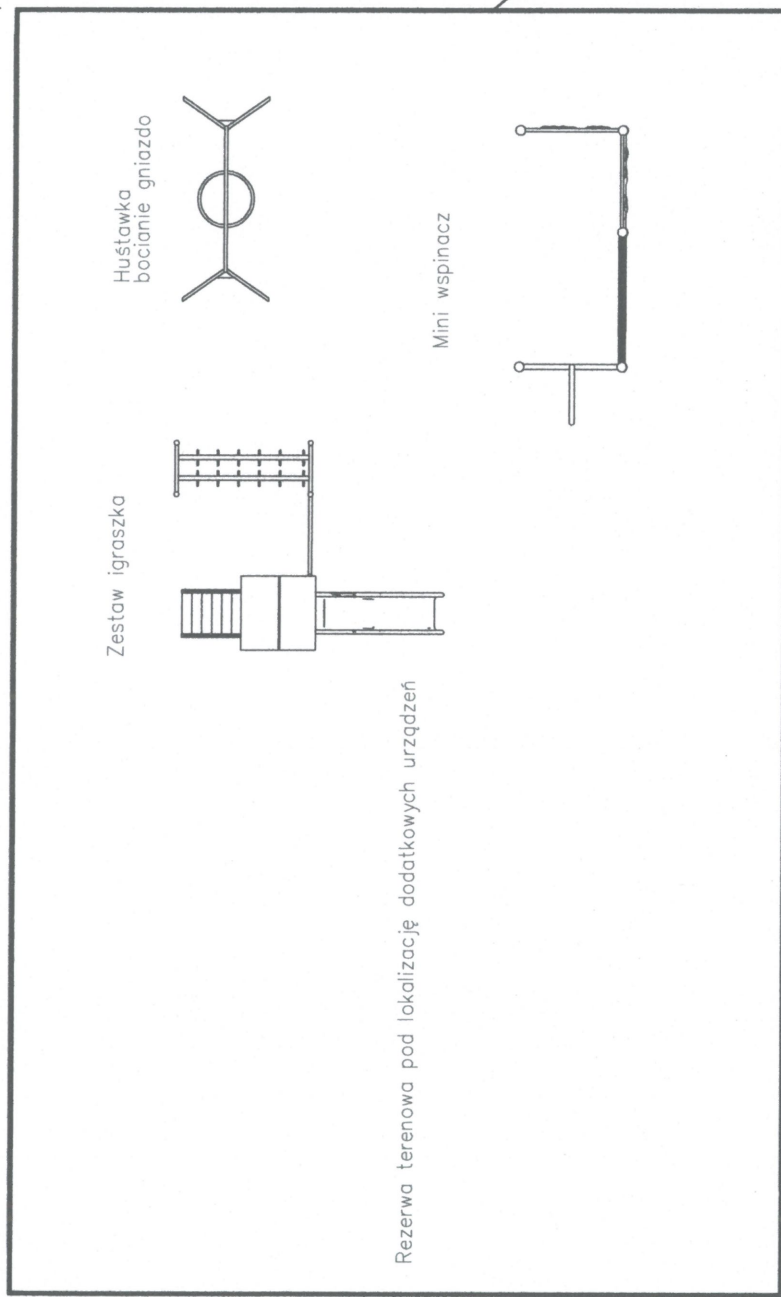 Huśtawka
bocianie gniazdo
Zestaw igraszka
Mini wspinacz
Rezerwa terenowa pod lokalizację dodatkowych urządzeń